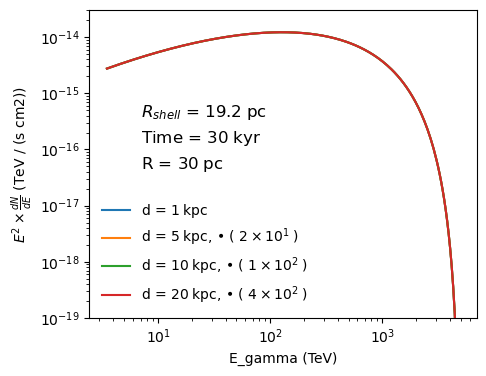 10⁻¹⁴
10⁻¹⁵
10⁻¹⁶
10⁻¹⁷
10⁻¹⁸
10⁻¹⁹
E² × dN/dE (TeV / (s cm2))
R_shell = 19.2 pc
Time = 30 kyr
R = 30 pc
d = 1 kpc
d = 5 kpc, • ( 2 × 10¹ )
d = 10 kpc, • ( 1 × 10² )
d = 20 kpc, • ( 4 × 10² )
10¹ 10² 10³
E_gamma (TeV)